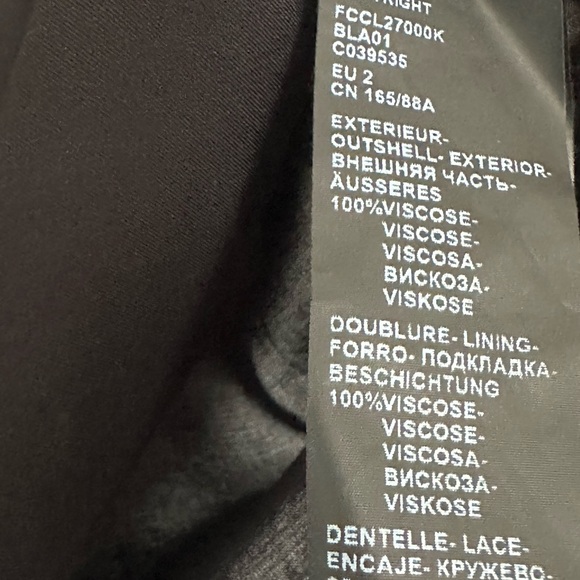 RIGHT
FCCL27000K
BLA01
C039535
EU 2
CN 165/88A
EXTERIEUR-
OUTSHELL- EXTERIOR-
ВНЕШНЯЯ ЧАСТЬ-
ÄUSSERES
100%VISCOSE-
VISCOSE-
VISCOSA-
ВИСКОЗА-
VISKOSE
DOUBLURE- LINING-
FORRO- ПОДКЛАДКА-
BESCHICHTUNG
100%VISCOSE-
VISCOSE-
VISCOSA-
ВИСКОЗА-
VISKOSE
DENTELLE- LACE-
ENCAJE- КРУЖЕВО-